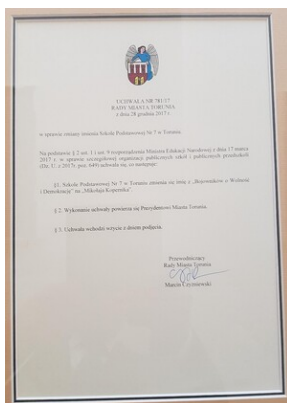 UCHWAŁA NR 781/17
RADY MIASTA TORUNIA
z dnia 28 grudnia 2017 r.
w sprawie zmiany imienia Szkole Podstawowej Nr 7 w Toruniu.
Na podstawie § 2 ust. 1 i ust. 9 rozporządzenia Ministra Edukacji Narodowej z dnia 17 marca
2017 r. w sprawie szczegółowej organizacji publicznych szkół i publicznych przedszkoli
(Dz. U. z 2017r. poz. 649) uchwala się, co następuje:
§1. Szkole Podstawowej Nr 7 w Toruniu zmienia się imię z „Bojowników o Wolność
i Demokrację” na „Mikołaja Kopernika”.
§ 2. Wykonanie uchwały powierza się Prezydentowi Miasta Torunia.
§ 3. Uchwała wchodzi w życie z dniem podjęcia.
Przewodniczący
Rady Miasta Torunia
Marcin Czyżniewski